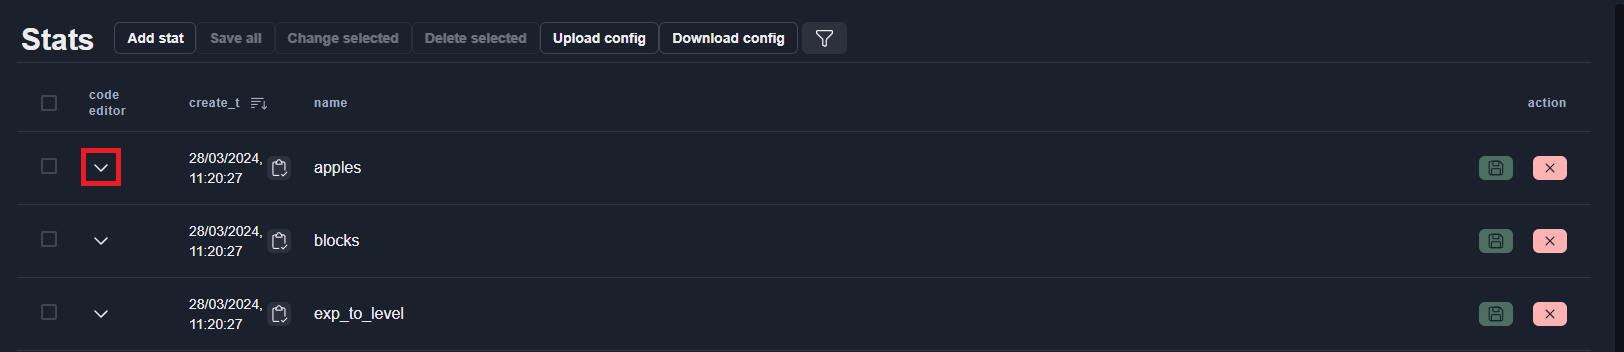 Stats Add stat Save all Change selected Delete selected Upload config Download config
code
editor
create_t name action
28/03/2024,
11:20:27
apples
28/03/2024,
11:20:27
blocks
28/03/2024,
11:20:27
exp_to_level